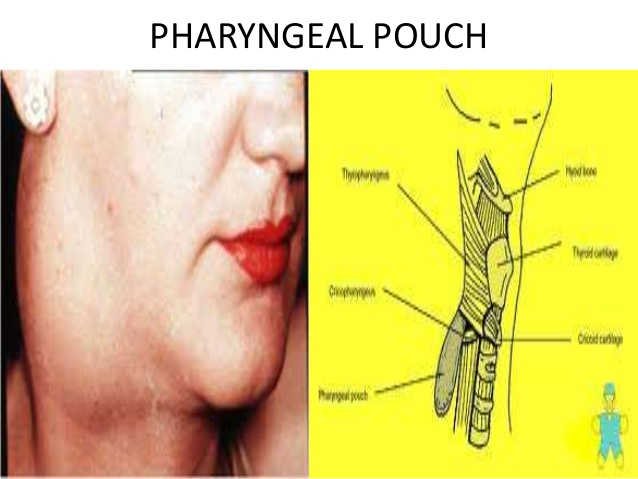 PHARYNGEAL POUCH
Thyropharyngeus
Hyoid bone
Thyroid cartilage
Cricopharyngeus
Cricoid cartilage
Pharyngeal pouch